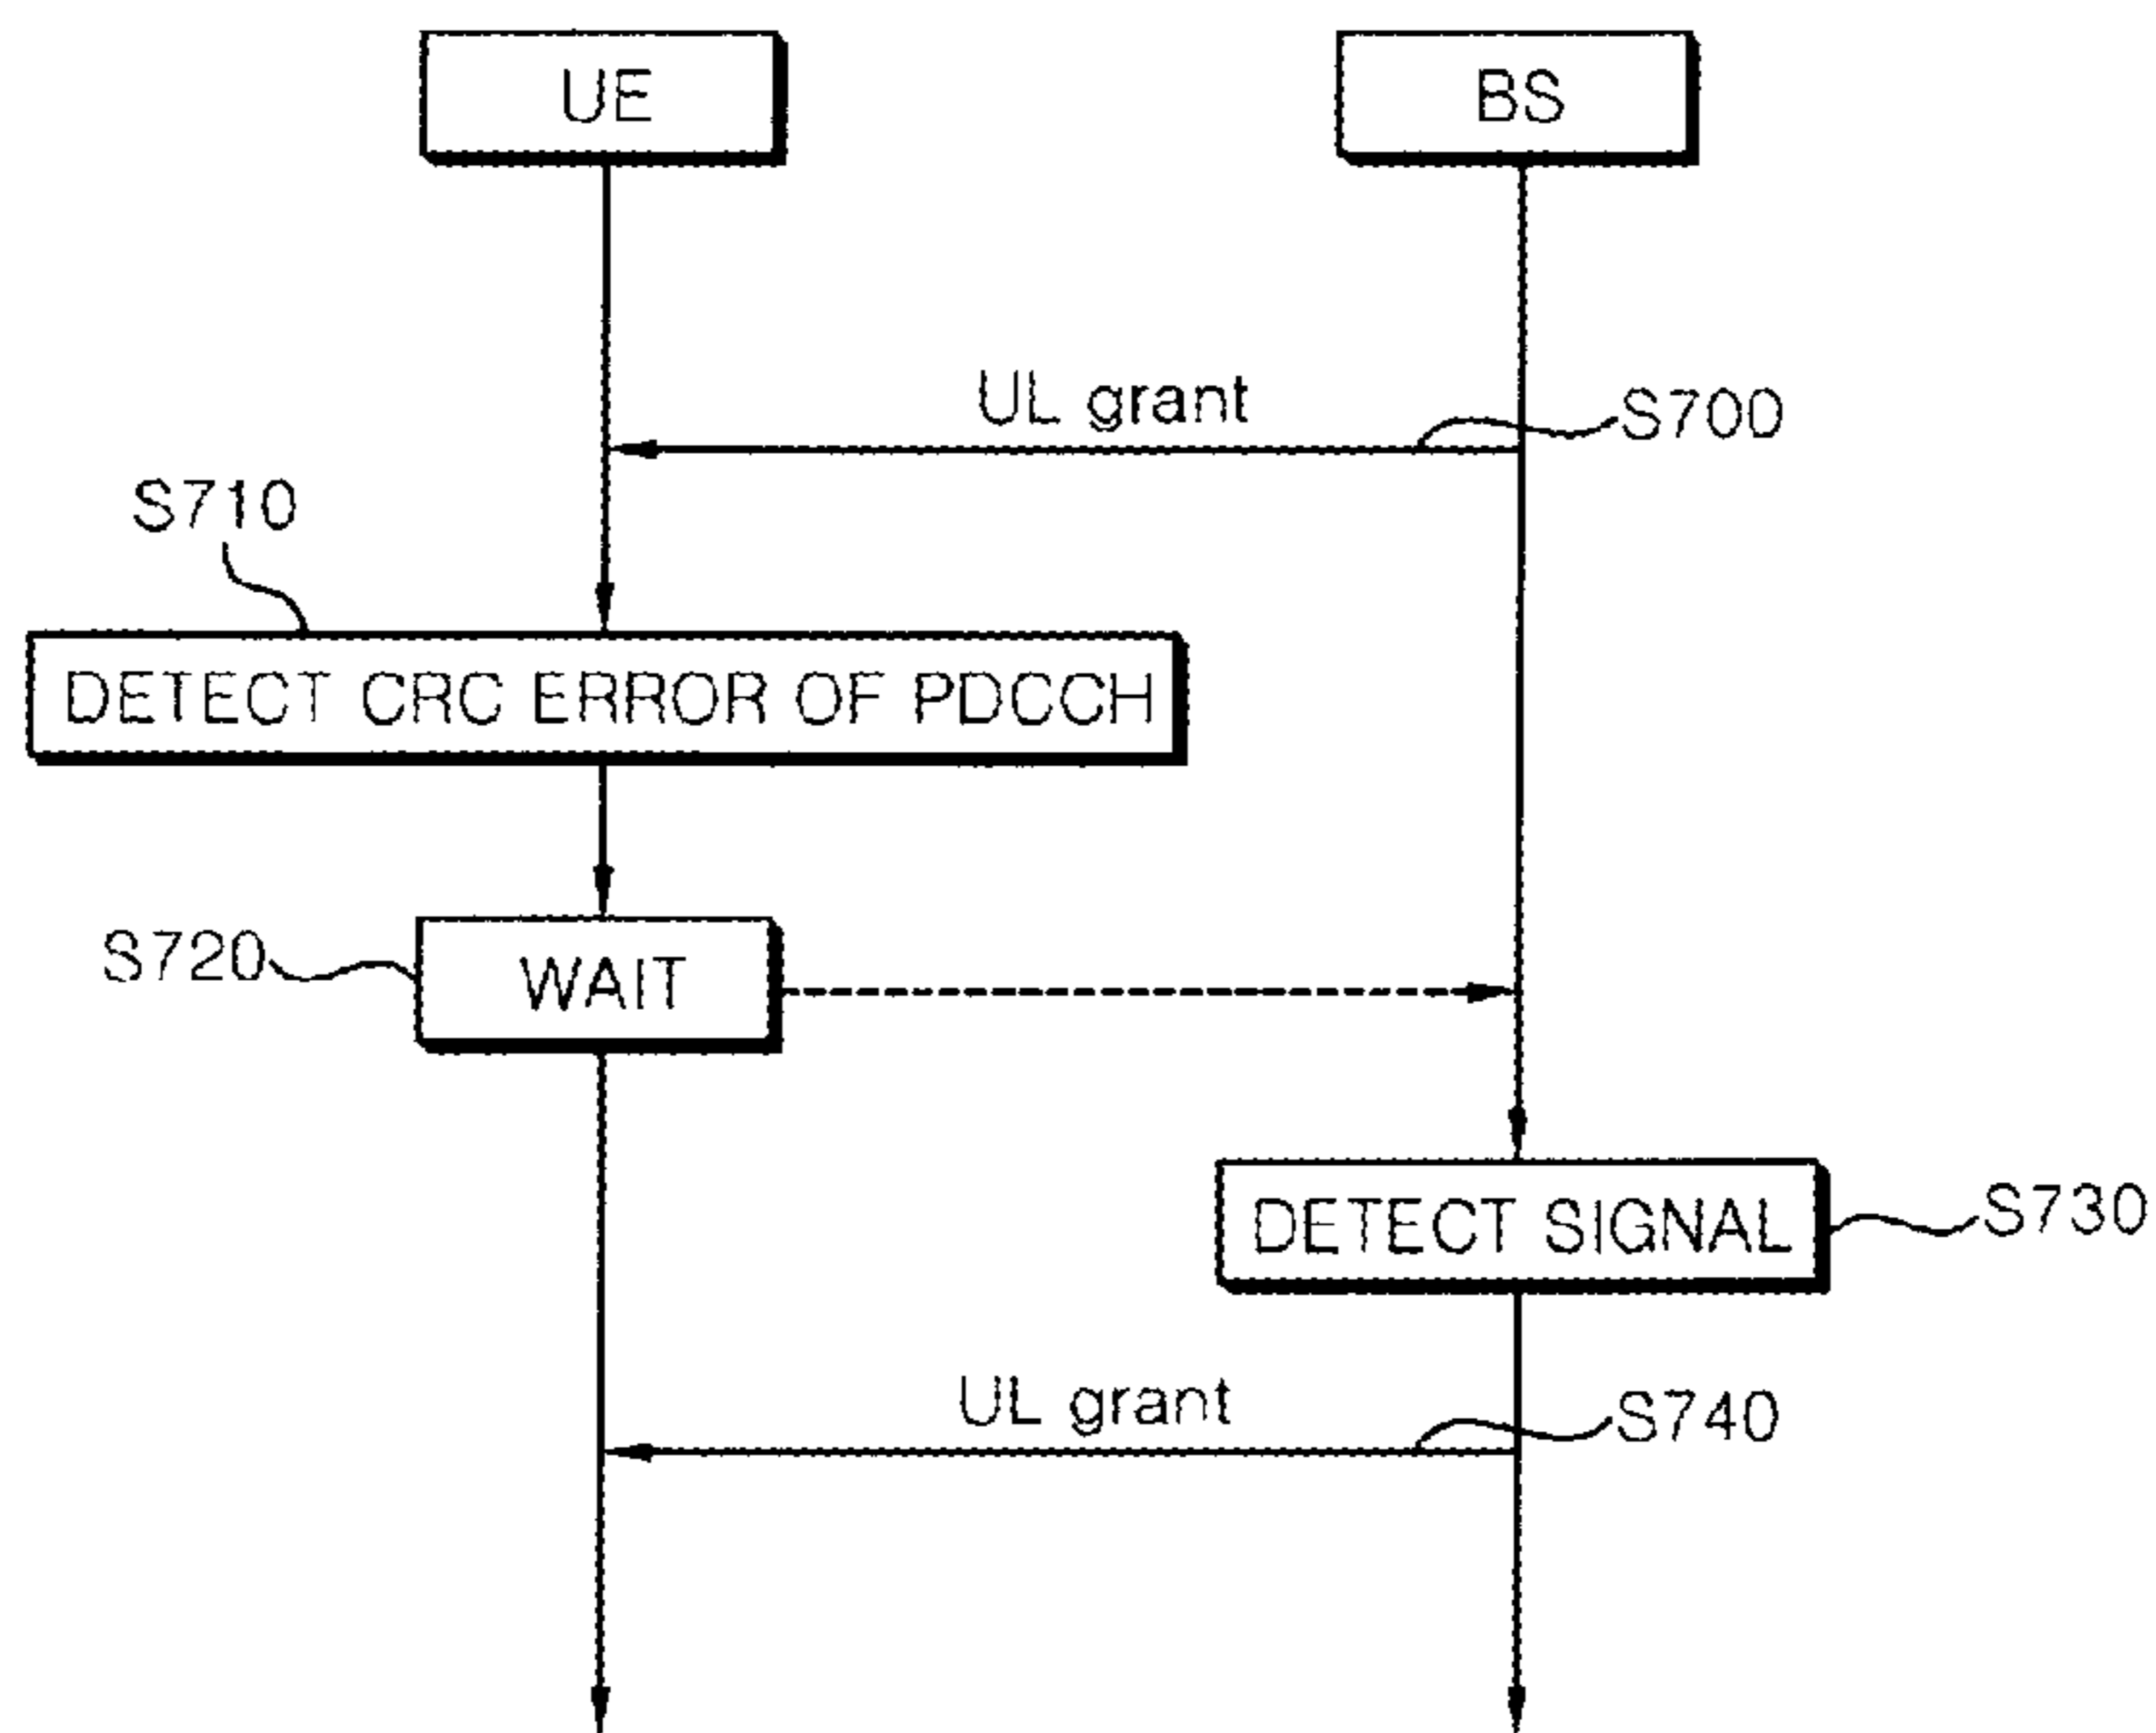 UE
BS
UL grant
S700
S710
DETECT CRC ERROR OF PDCCH
S720
WAIT
DETECT SIGNAL
S730
UL grant
S740